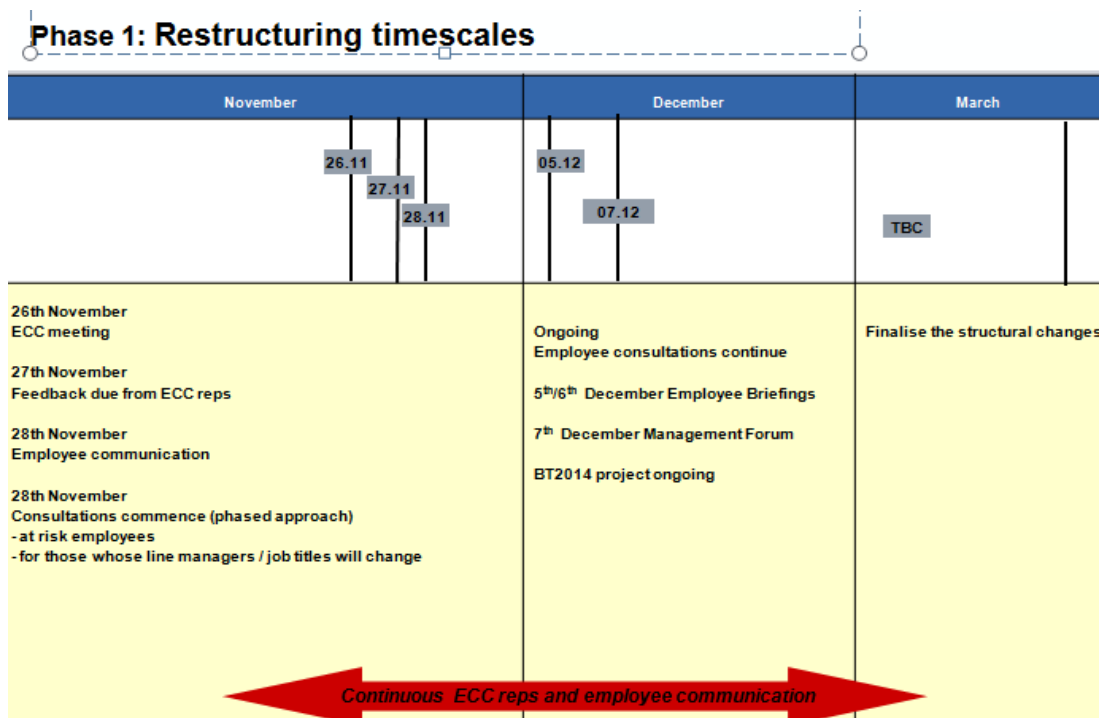 Phase 1: Restructuring timescales
November
December
March
26.11
27.11
28.11
05.12
07.12
TBC
26th November
ECC meeting
27th November
Feedback due from ECC reps
28th November
Employee communication
28th November
Consultations commence (phased approach)
- at risk employees
- for those whose line managers / job titles will change
Ongoing
Employee consultations continue
5th/6th December Employee Briefings
7th December Management Forum
BT2014 project ongoing
Finalise the structural changes
Continuous ECC reps and employee communication